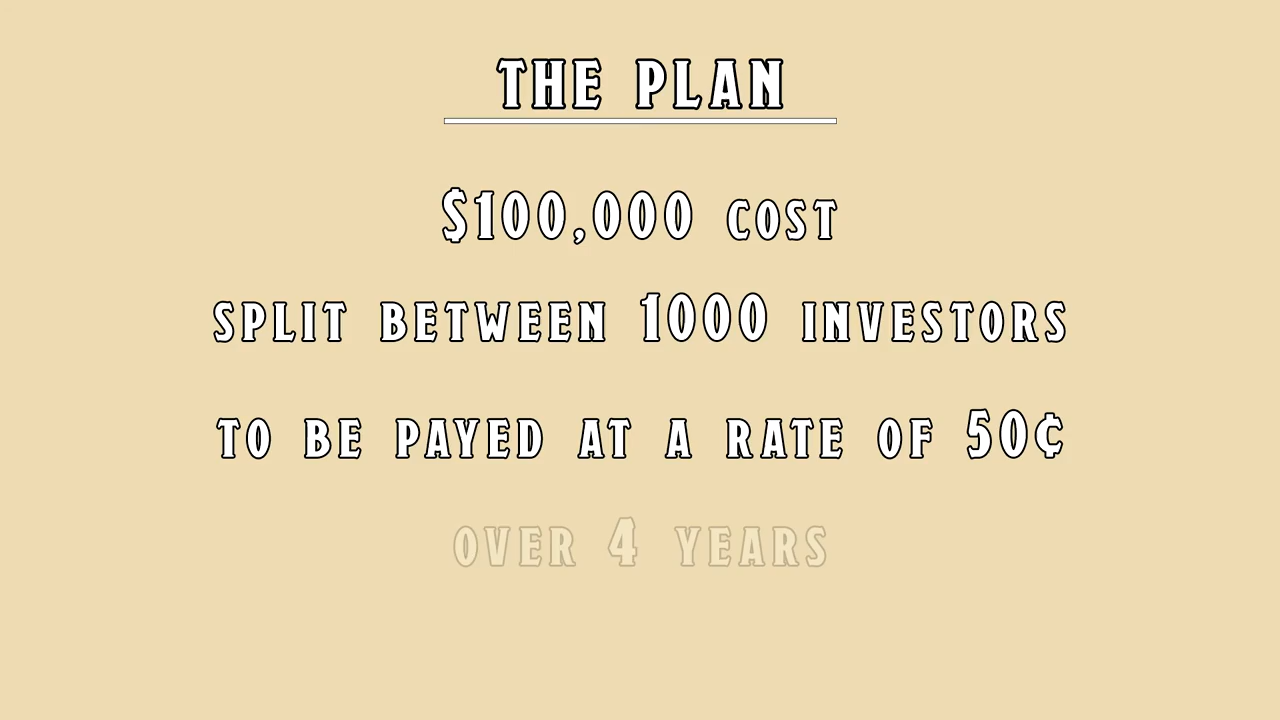 THE PLAN
$100,000 COST
SPLIT BETWEEN 1000 INVESTORS
TO BE PAYED AT A RATE OF 50¢
OVER 4 YEARS